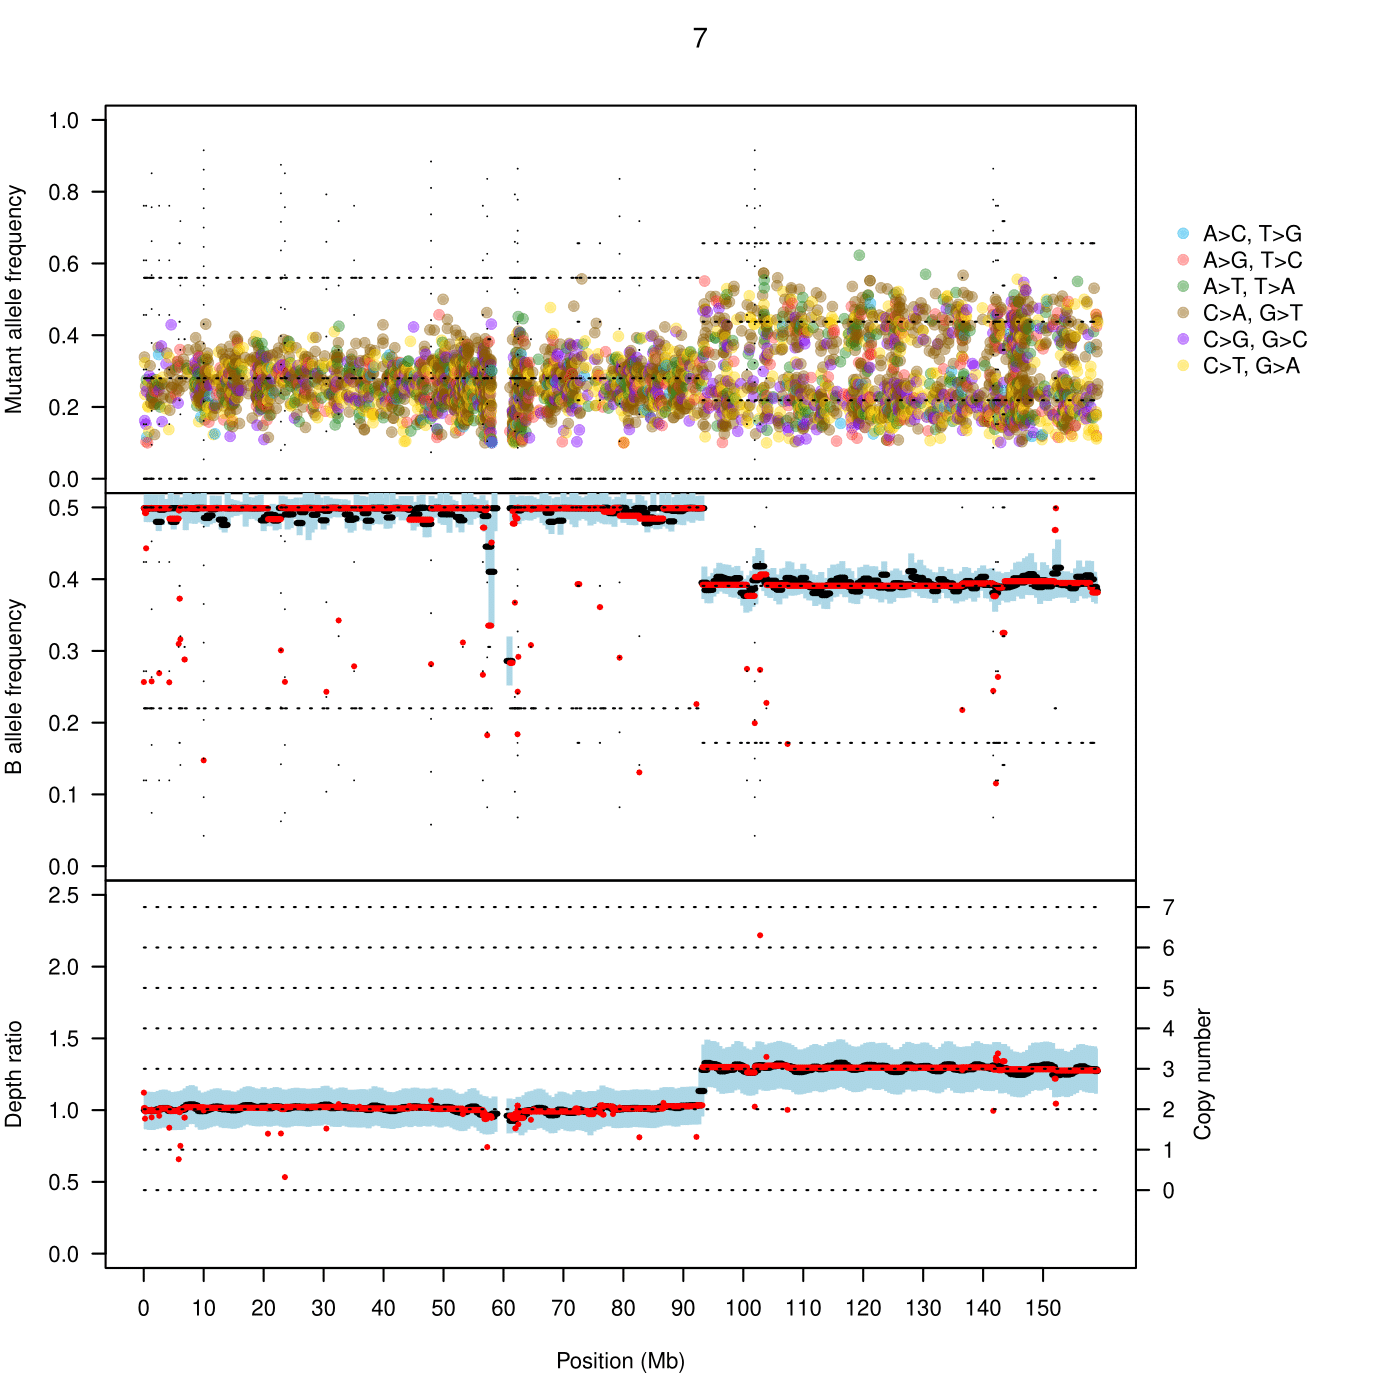 7
Mutant allele frequency
1.0
0.8
0.6
0.4
0.2
0.0
A>C, T>G
A>G, T>C
A>T, T>A
C>A, G>T
C>G, G>C
C>T, G>A
B allele frequency
0.5
0.4
0.3
0.2
0.1
0.0
Depth ratio
2.5
2.0
1.5
1.0
0.5
0.0
7
6
5
4
3
2
1
0
Copy number
0 10 20 30 40 50 60 70 80 90 100 110 120 130 140 150
Position (Mb)